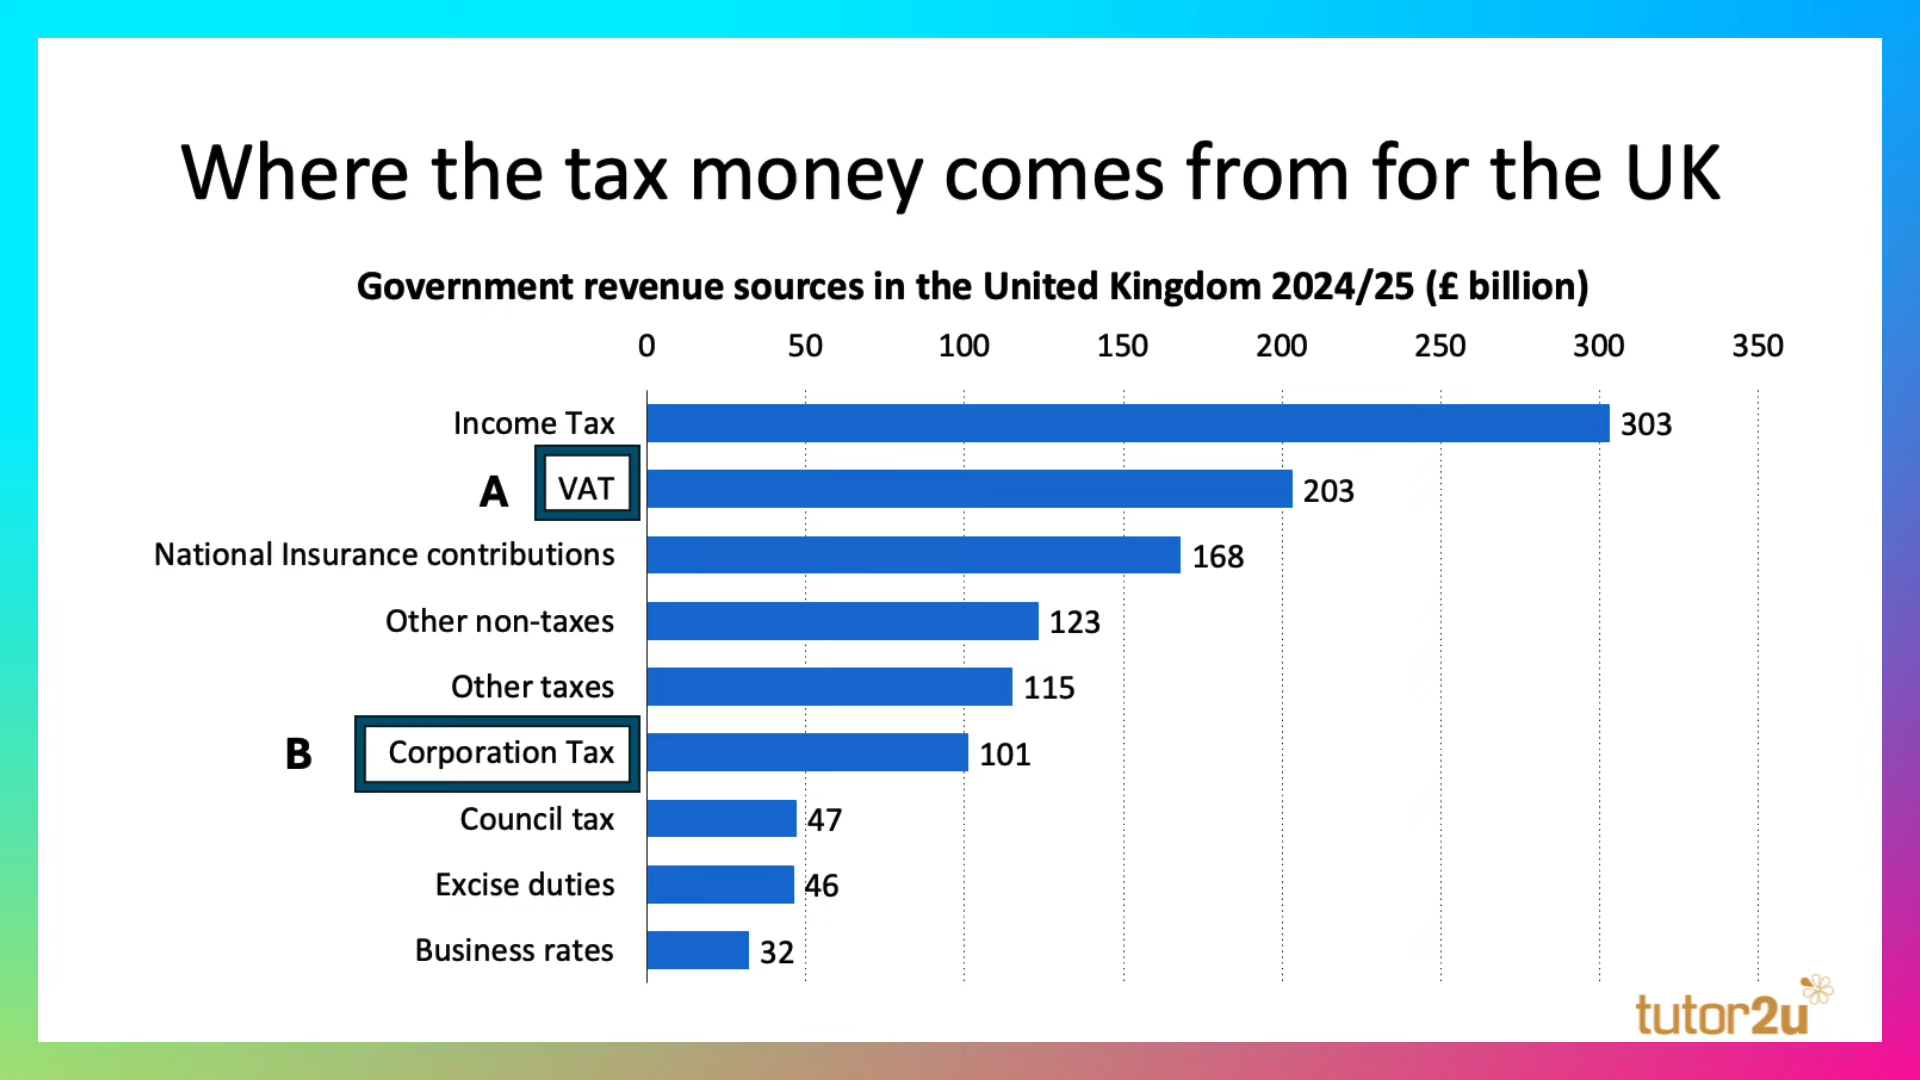 Where the tax money comes from for the UK
Government revenue sources in the United Kingdom 2024/25 (£ billion)
0 50 100 150 200 250 300 350
Income Tax 303
A VAT 203
National Insurance contributions 168
Other non-taxes 123
Other taxes 115
B Corporation Tax 101
Council tax 47
Excise duties 46
Business rates 32
tutor2u